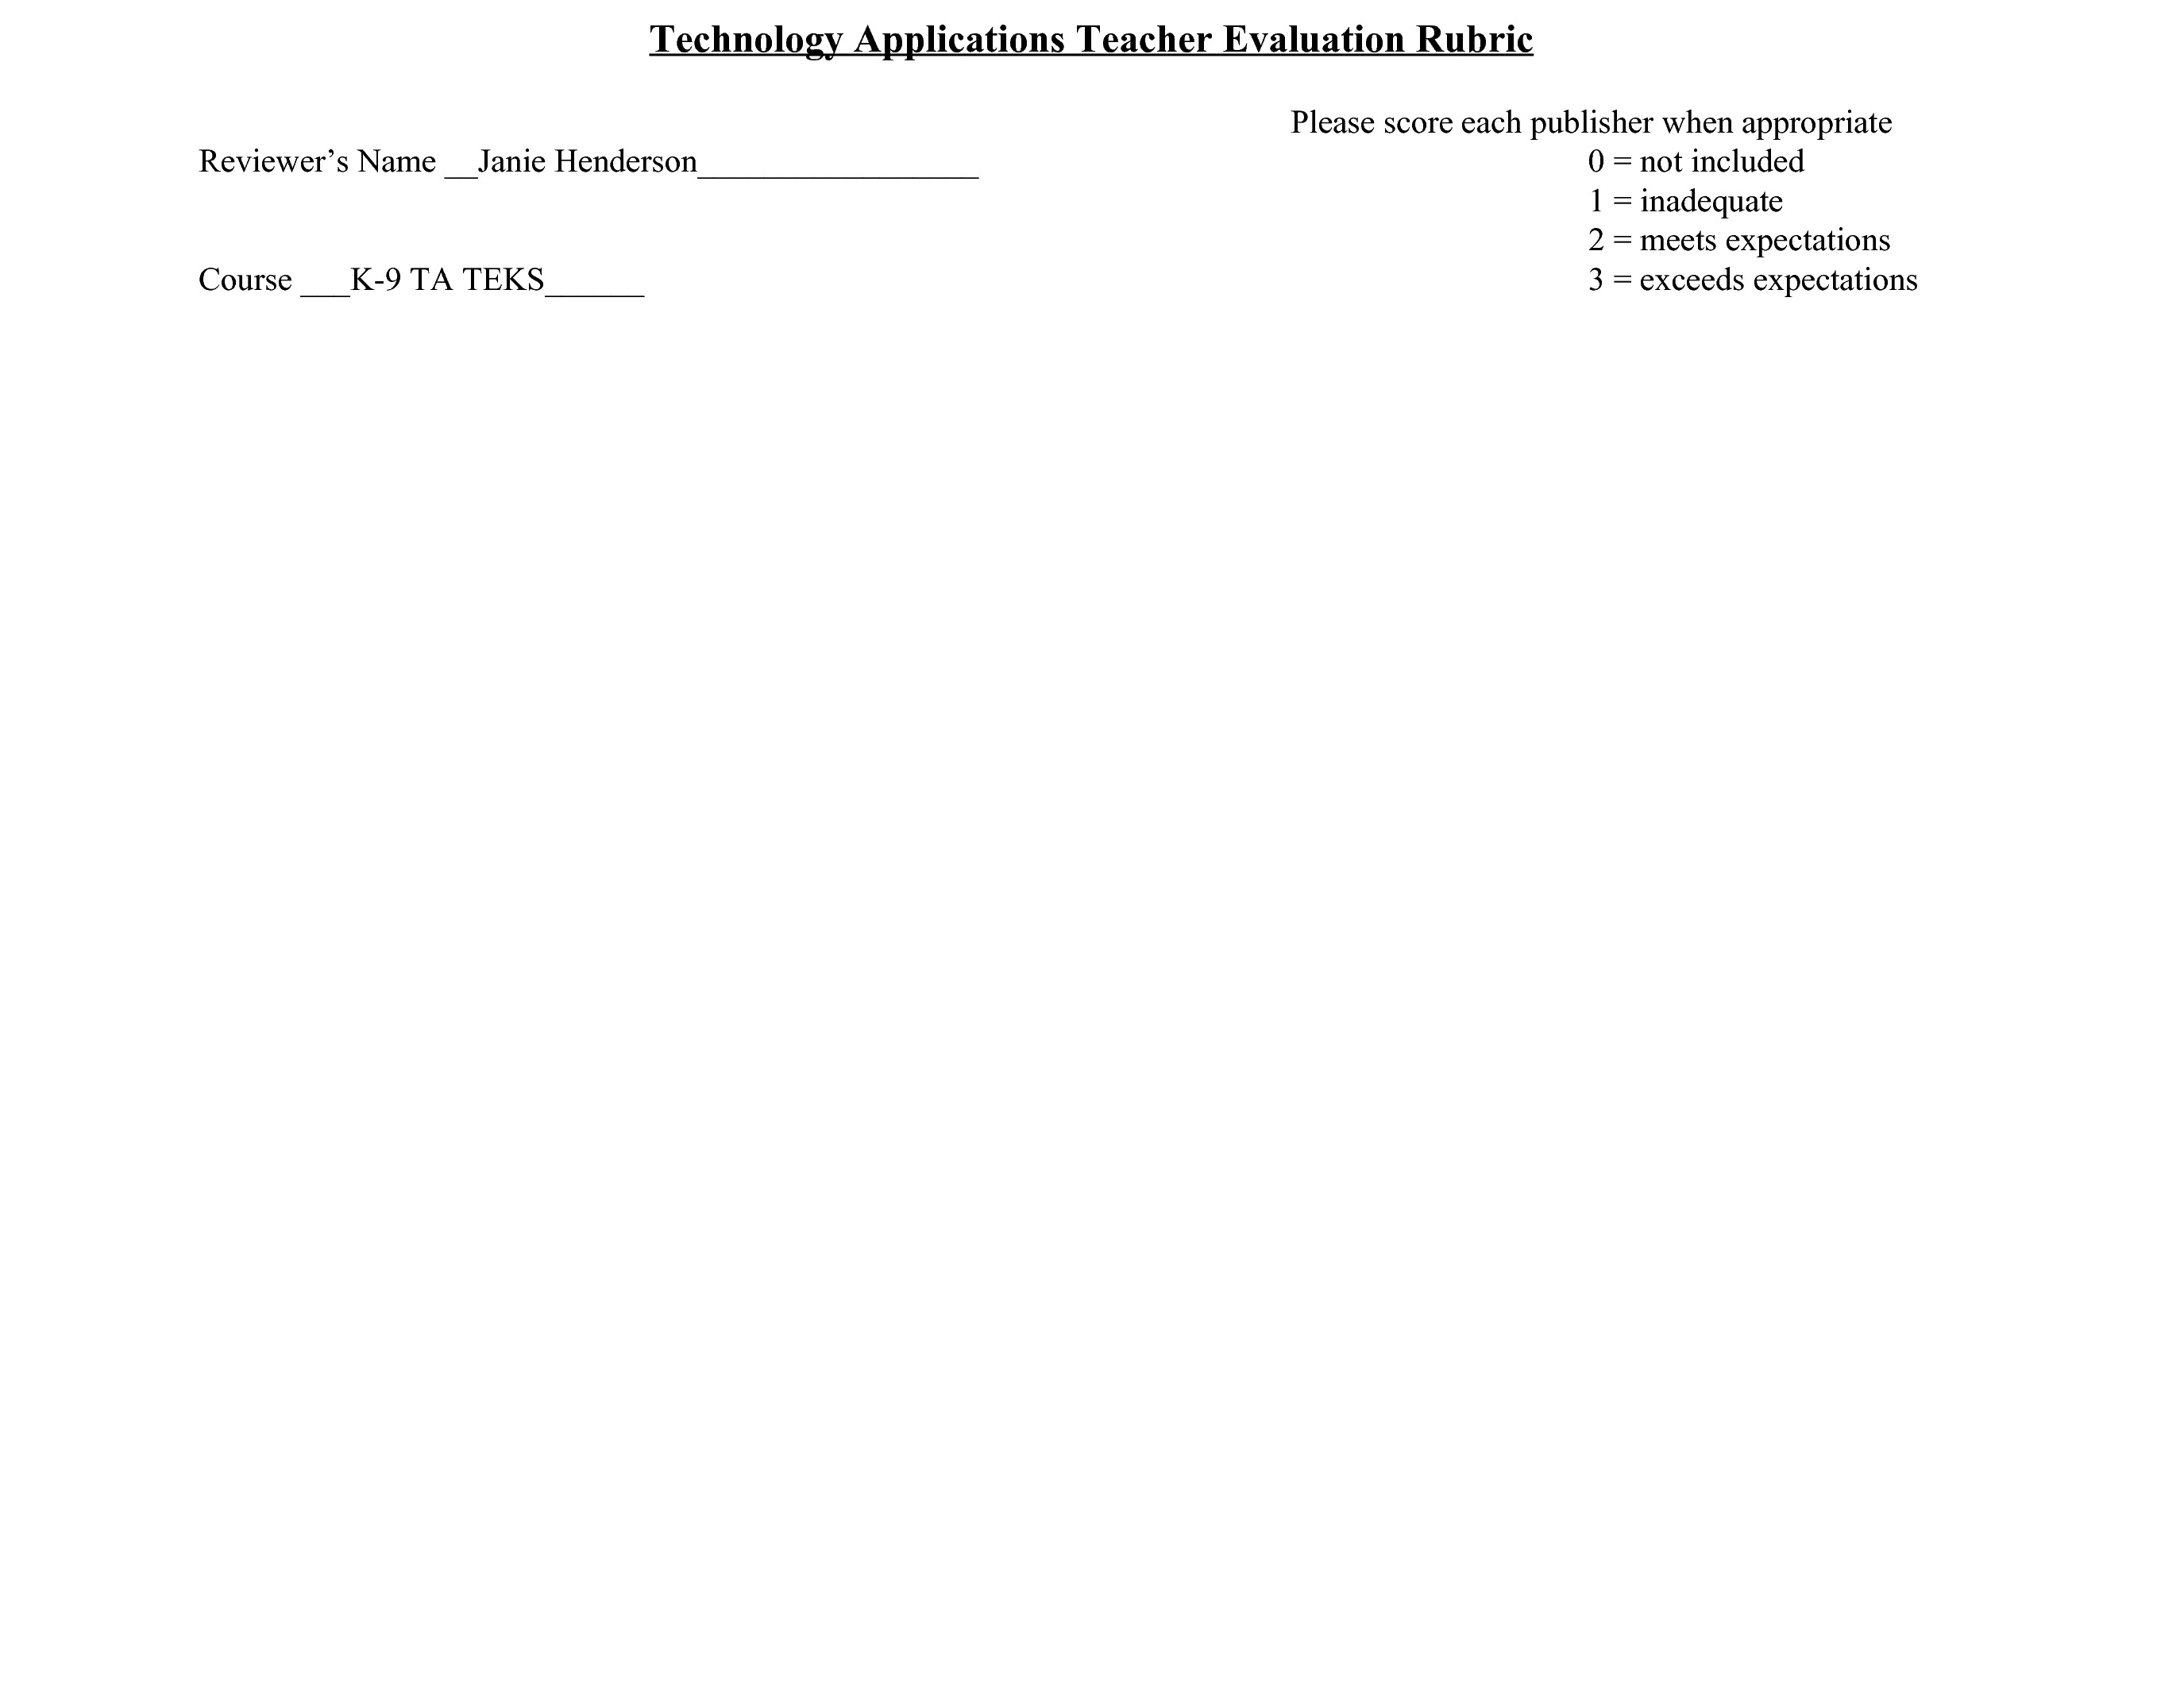 Technology Applications Teacher Evaluation Rubric
Please score each publisher when appropriate
Reviewer’s Name __Janie Henderson_________________
0 = not included
1 = inadequate
2 = meets expectations
Course ___K-9 TA TEKS______
3 = exceeds expectations